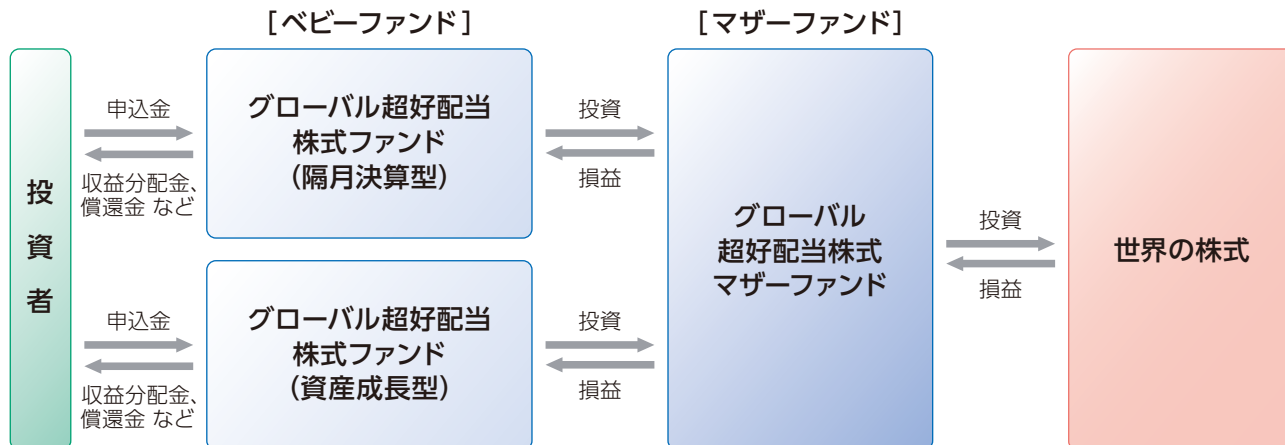 [ベビーファンド]
[マザーファンド]
投資者
申込金
収益分配金、
償還金 など
グローバル超好配当
株式ファンド
(隔月決算型)
投資
損益
申込金
収益分配金、
償還金 など
グローバル超好配当
株式ファンド
(資産成長型)
投資
損益
グローバル
超好配当株式
マザーファンド
投資
損益
世界の株式